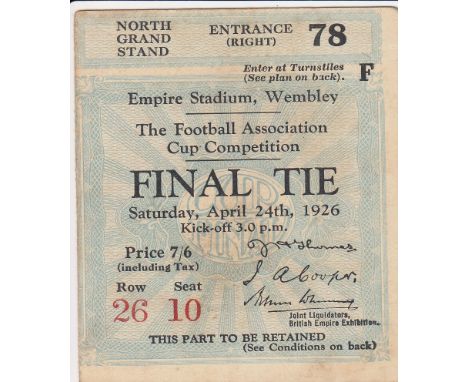 NORTH
GRAND
STAND
ENTRANCE
(RIGHT)
78
Enter at Turnstiles
(See plan on back).
F
Empire Stadium, Wembley
The Football Association
Cup Competition
FINAL TIE
Saturday, April 24th, 1926
Kick-off 3.0 p.m.
Price 7/6
(including Tax)
Row Seat
26 10
Joint Liquidators,
British Empire Exhibition.
THIS PART TO BE RETAINED
(See Conditions on back)